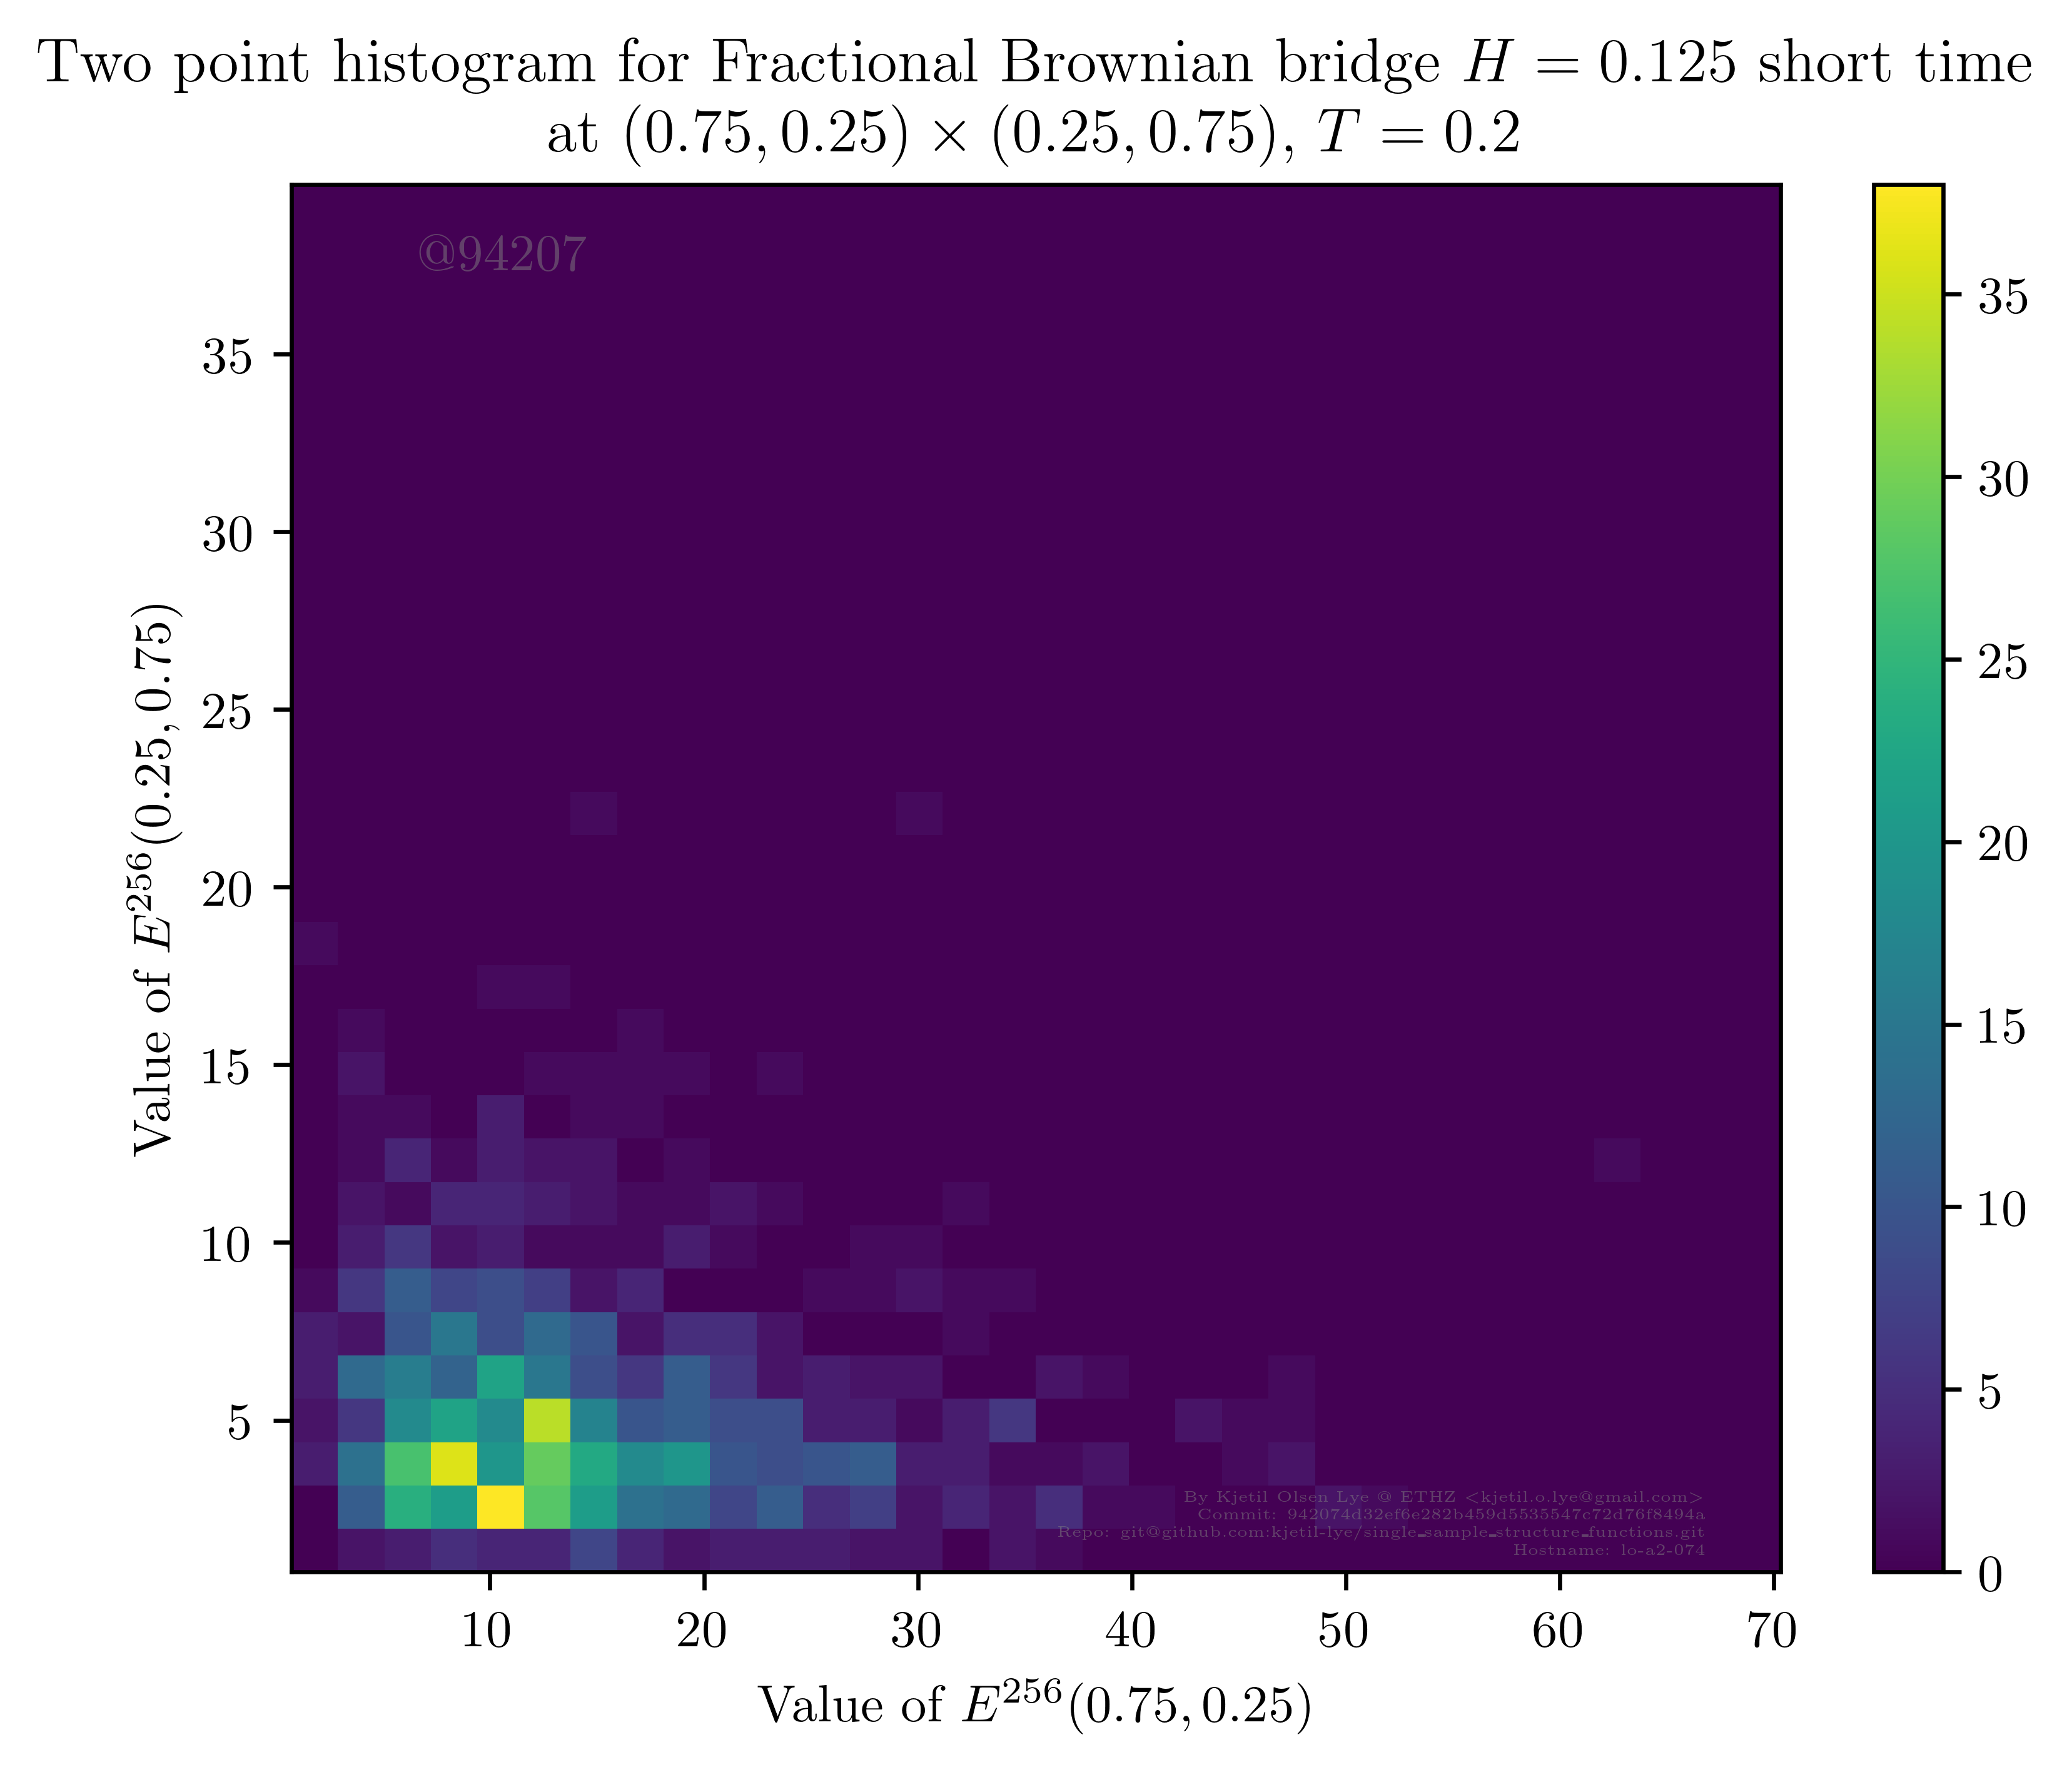 Two point histogram for Fractional Brownian bridge H = 0.125 short time
at (0.75, 0.25) × (0.25, 0.75), T = 0.2
@94207
35
30
25
20
15
10
5
Value of E^256(0.25, 0.75)
10 20 30 40 50 60 70
Value of E^256(0.75, 0.25)
35
30
25
20
15
10
5
0
By Kjetil Olsen Lye @ ETHZ <kjetil.o.lye@gmail.com>
Commit: 942074d32ef6e282b459d5535547c72d76f8494a
Repo: git@github.com:kjetil-lye/single_sample_structure_functions.git
Hostname: lo-a2-074